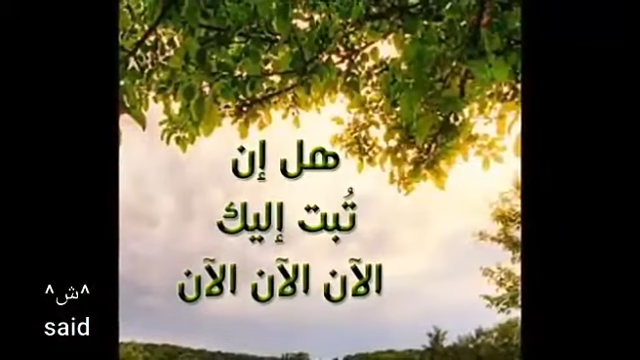 هل إن
تُبت إليك
الآن الآن الآن
^ش^
said